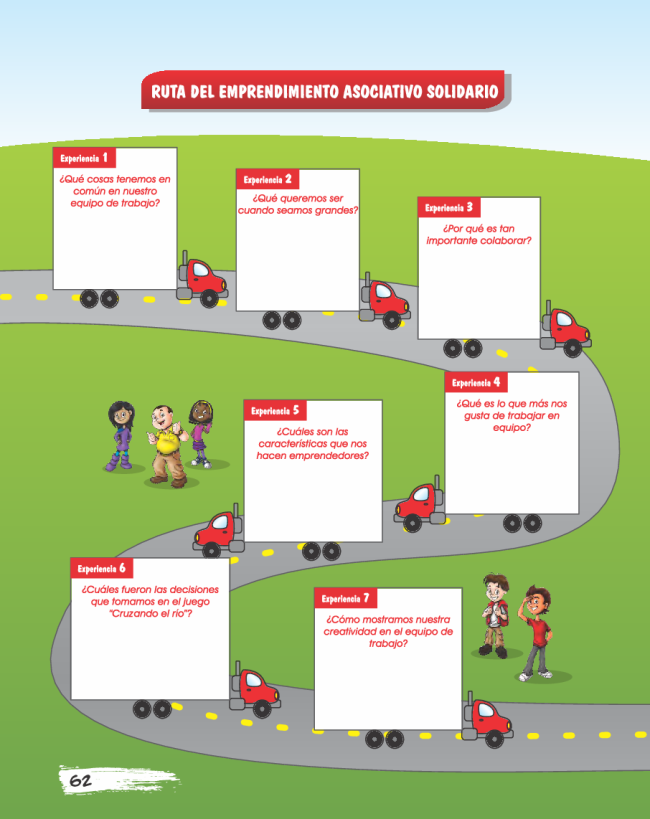 RUTA DEL EMPRENDIMIENTO ASOCIATIVO SOLIDARIO
Experiencia 1
¿Qué cosas tenemos en
común en nuestro
equipo de trabajo?
Experiencia 2
¿Qué queremos ser
cuando seamos grandes?
Experiencia 3
¿Por qué es tan
importante colaborar?
Experiencia 4
¿Qué es lo que más nos
gusta de trabajar en
equipo?
Experiencia 5
¿Cuáles son las
características que nos
hacen emprendedores?
Experiencia 6
¿Cuáles fueron las decisiones
que tomamos en el juego
"Cruzando el río"?
Experiencia 7
¿Cómo mostramos nuestra
creatividad en el equipo de
trabajo?
62